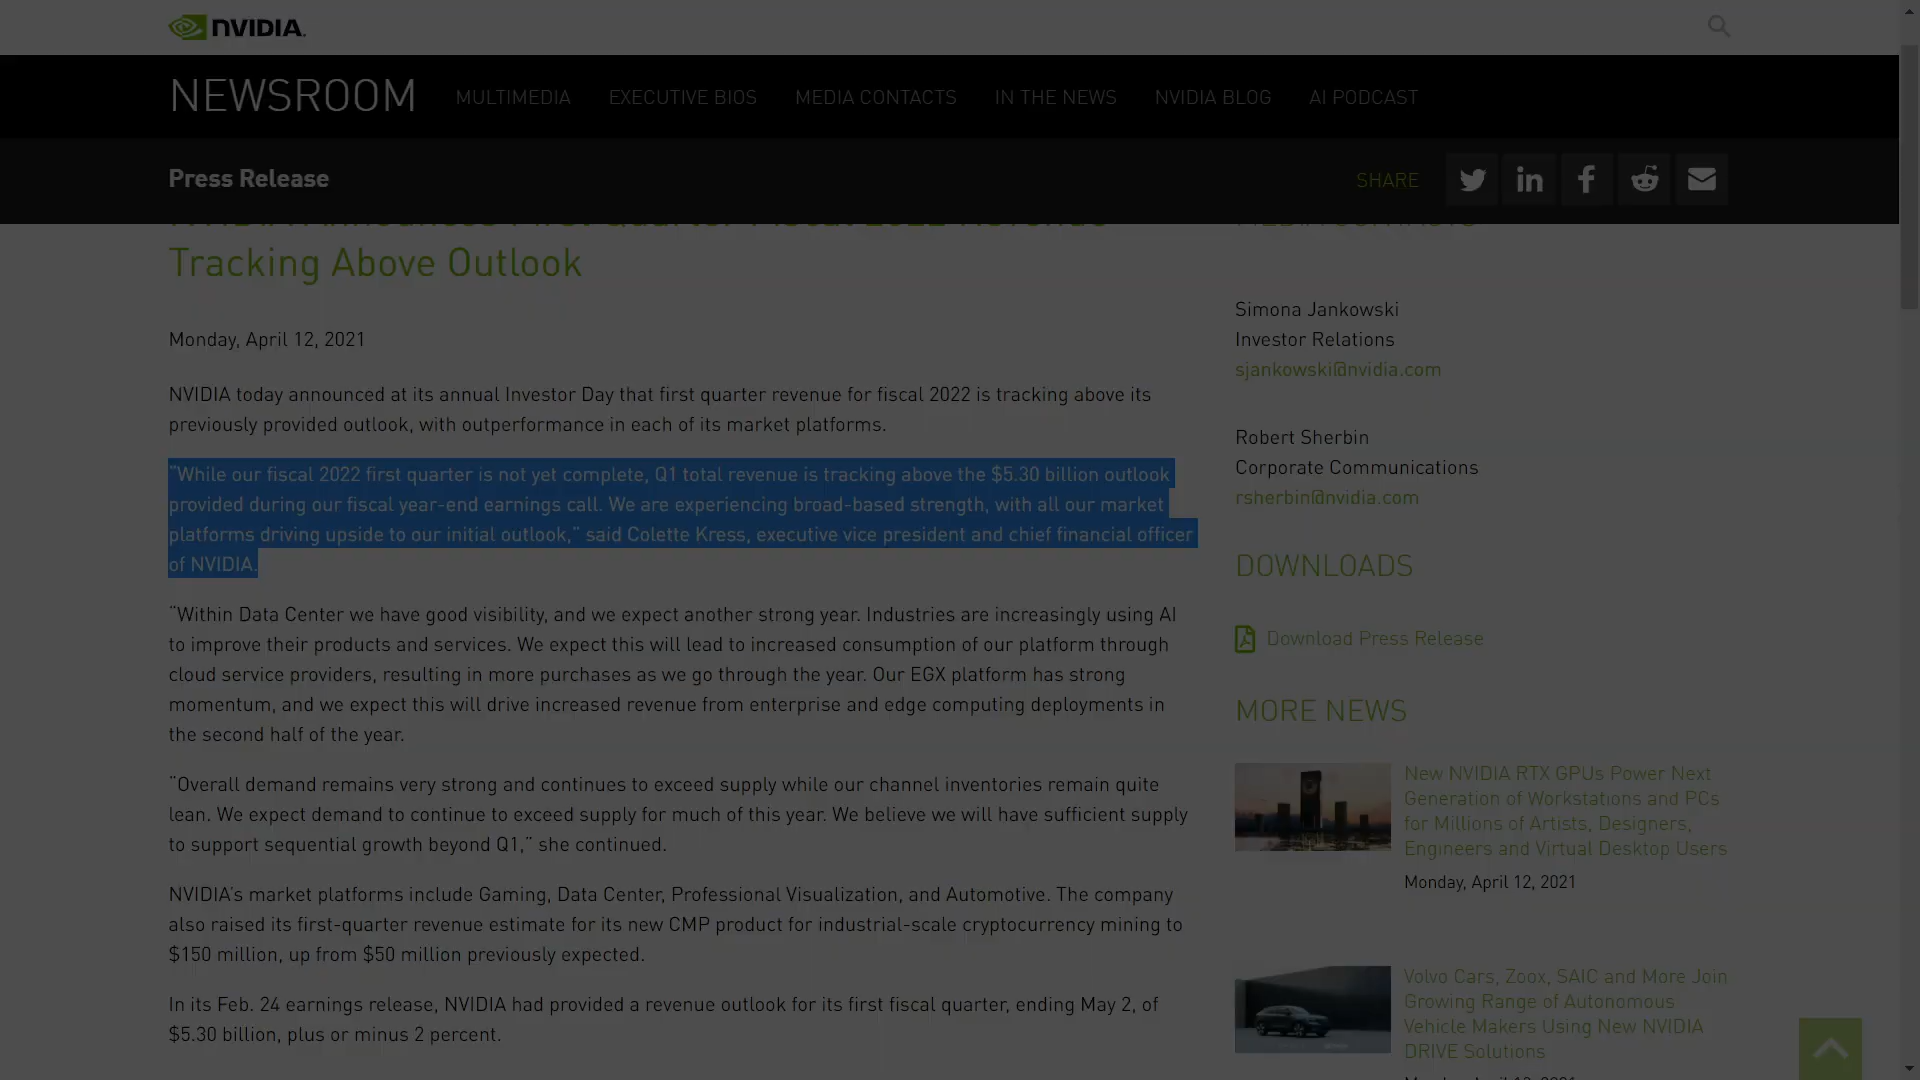 NVIDIA.
NEWSROOM
MULTIMEDIA
EXECUTIVE BIOS
MEDIA CONTACTS
IN THE NEWS
NVIDIA BLOG
AI PODCAST
Press Release
SHARE
NVIDIA Announces First Quarter Fiscal 2022 Revenue
Tracking Above Outlook
Monday, April 12, 2021
NVIDIA today announced at its annual Investor Day that first quarter revenue for fiscal 2022 is tracking above its
previously provided outlook, with outperformance in each of its market platforms.
“While our fiscal 2022 first quarter is not yet complete, Q1 total revenue is tracking above the $5.30 billion outlook
provided during our fiscal year-end earnings call. We are experiencing broad-based strength, with all our market
platforms driving upside to our initial outlook,” said Colette Kress, executive vice president and chief financial officer
of NVIDIA.
“Within Data Center we have good visibility, and we expect another strong year. Industries are increasingly using AI
to improve their products and services. We expect this will lead to increased consumption of our platform through
cloud service providers, resulting in more purchases as we go through the year. Our EGX platform has strong
momentum, and we expect this will drive increased revenue from enterprise and edge computing deployments in
the second half of the year.
“Overall demand remains very strong and continues to exceed supply while our channel inventories remain quite
lean. We expect demand to continue to exceed supply for much of this year. We believe we will have sufficient supply
to support sequential growth beyond Q1,” she continued.
NVIDIA’s market platforms include Gaming, Data Center, Professional Visualization, and Automotive. The company
also raised its first-quarter revenue estimate for its new CMP product for industrial-scale cryptocurrency mining to
$150 million, up from $50 million previously expected.
In its Feb. 24 earnings release, NVIDIA had provided a revenue outlook for its first fiscal quarter, ending May 2, of
$5.30 billion, plus or minus 2 percent.
MEDIA CONTACTS
Simona Jankowski
Investor Relations
sjankowski@nvidia.com
Robert Sherbin
Corporate Communications
rsherbin@nvidia.com
DOWNLOADS
Download Press Release
MORE NEWS
New NVIDIA RTX GPUs Power Next
Generation of Workstations and PCs
for Millions of Artists, Designers,
Engineers and Virtual Desktop Users
Monday, April 12, 2021
Volvo Cars, Zoox, SAIC and More Join
Growing Range of Autonomous
Vehicle Makers Using New NVIDIA
DRIVE Solutions